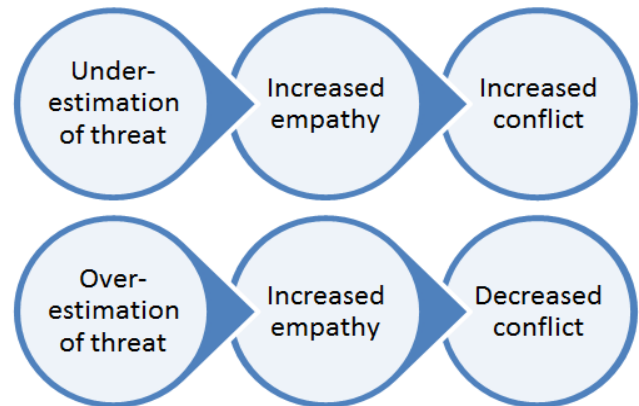 Under-
estimation
of threat
Increased
empathy
Increased
conflict
Over-
estimation
of threat
Increased
empathy
Decreased
conflict